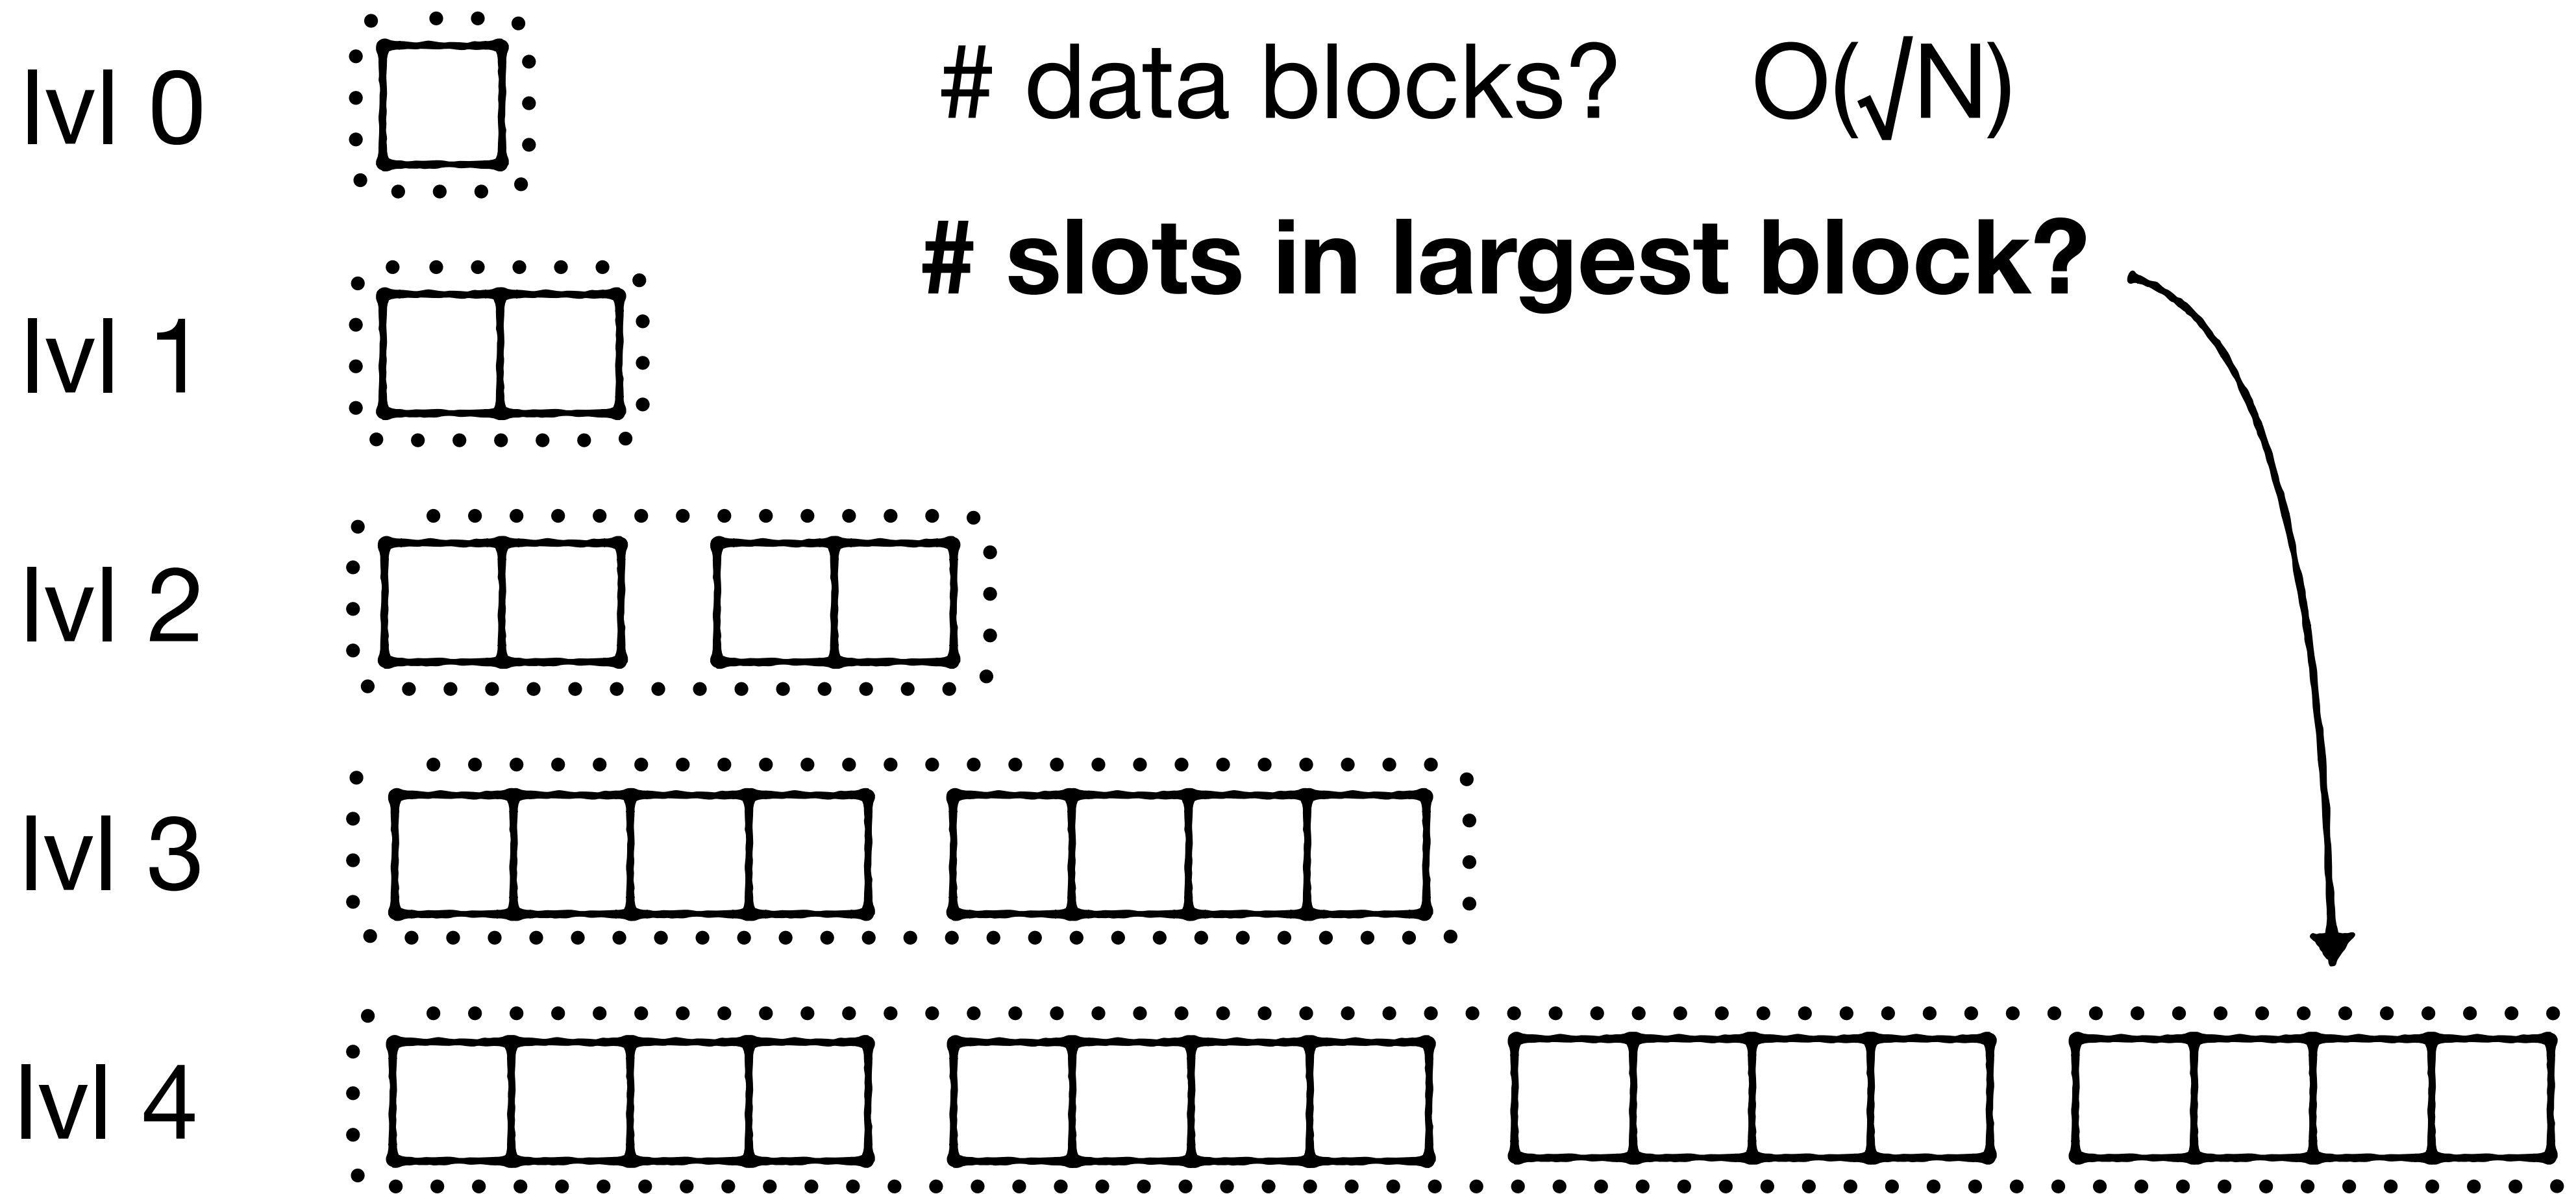 lvl 0
# data blocks? O(√N)
# slots in largest block?
lvl 1
lvl 2
lvl 3
lvl 4